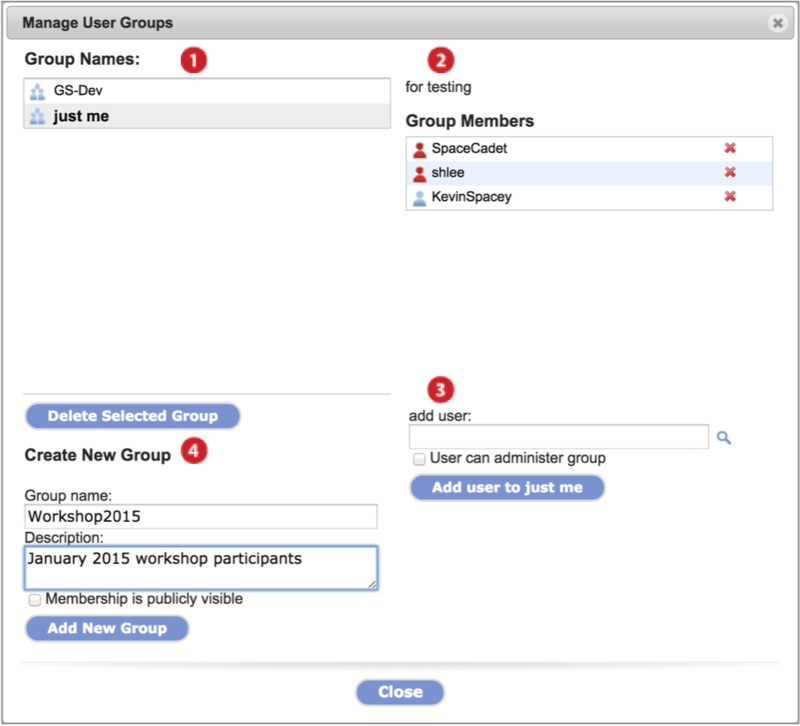 Manage User Groups
Group Names:
1
GS-Dev
just me
2
for testing
Group Members
SpaceCadet
shlee
KevinSpacey
Delete Selected Group
3
add user:
User can administer group
Add user to just me
Create New Group
4
Group name:
Workshop2015
Description:
January 2015 workshop participants
Membership is publicly visible
Add New Group
Close